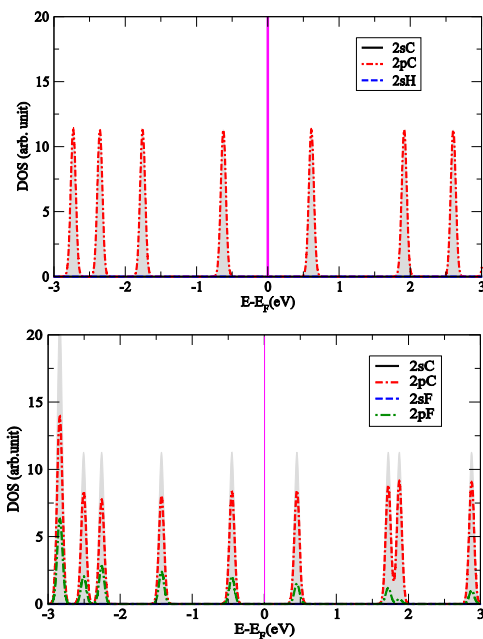 20
15
10
5
0
DOS (arb. unit)
2sC
2pC
2sH
-3 -2 -1 0 1 2 3
E-E_F(eV)
20
15
10
5
0
DOS (arb.unit)
2sC
2pC
2sF
2pF
-3 -2 -1 0 1 2 3
E-E_F(eV)